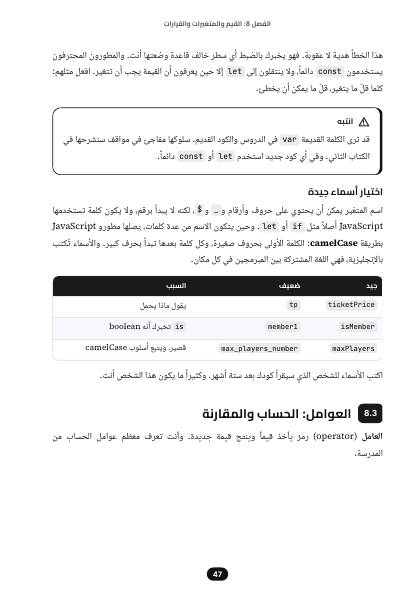 الفصل 8: القيم والمتغيرات والقرارات
هذا الخطأ هدية لا عقوبة. فهو يخبرك بالضبط أي سطر خالف قاعدة وضعتها أنت. والمطورون المحترفون
يستخدمون const دائماً، ولا ينتقلون إلى let إلا حين يعرفون أن القيمة يجب أن تتغير. افعل مثلهم:
كلما قلّ ما يتغير، قلّ ما يمكن أن يخطئ.
انتبه
قد ترى الكلمة القديمة var في الدروس والكود القديم. سلوكها مفاجئ في مواقف سنشرحها في
الكتاب الثاني. وفي أي كود جديد استخدم let أو const دائماً.
اختيار أسماء جيدة
اسم المتغير يمكن أن يحتوي على حروف وأرقام و _ و $، لكنه لا يبدأ برقم، ولا يكون كلمة تستخدمها
JavaScript أصلاً مثل if أو let. وحين يتكون الاسم من عدة كلمات، يصلها مطورو JavaScript
بطريقة camelCase: الكلمة الأولى بحروف صغيرة، وكل كلمة بعدها تبدأ بحرف كبير. والأسماء تُكتب
بالإنجليزية، فهي اللغة المشتركة بين المبرمجين في كل مكان.
جيد ضعيف السبب
ticketPrice tp يقول ماذا يحمل
isMember member1 is تخبرك أنه boolean
maxPlayers max_players_number قصير، ويتبع أسلوب camelCase
اكتب الأسماء للشخص الذي سيقرأ كودك بعد ستة أشهر. وكثيراً ما يكون هذا الشخص أنت.
8.3 العوامل: الحساب والمقارنة
العامل (operator) رمز يأخذ قيماً وينتج قيمة جديدة. وأنت تعرف معظم عوامل الحساب من
المدرسة.
47